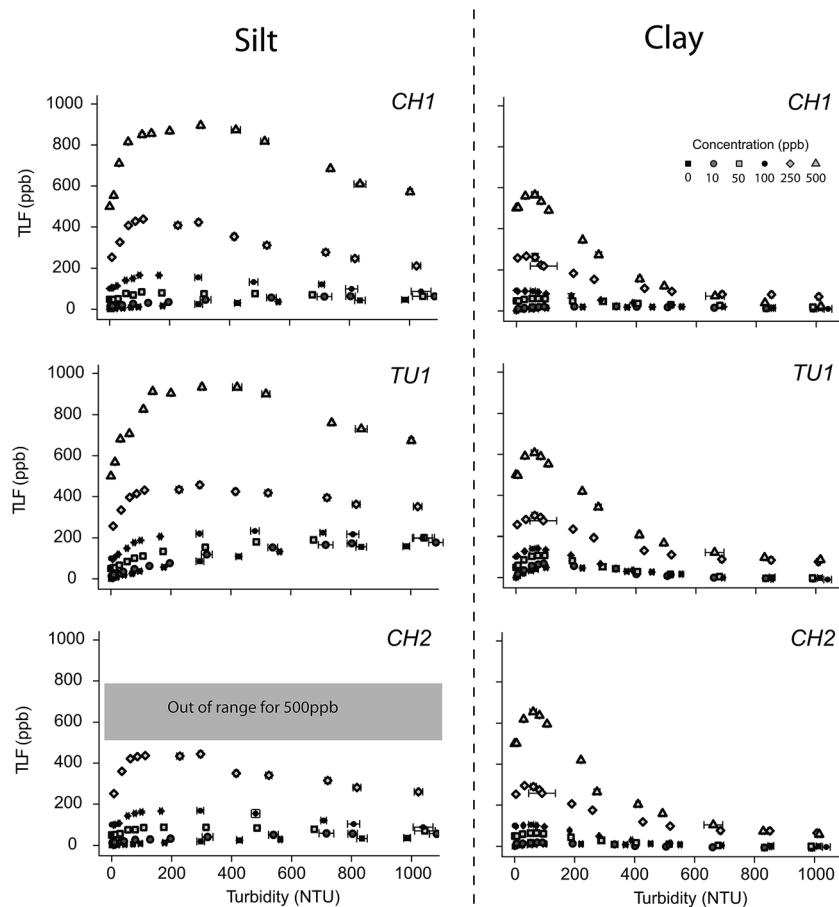 Silt
Clay
CH1
1000
800
600
400
200
0
TLF (ppb)
CH1
Concentration (ppb)
0 10 50 100 250 500
TU1
1000
800
600
400
200
0
TLF (ppb)
TU1
CH2
1000
800
600
400
200
0
TLF (ppb)
Out of range for 500ppb
0 200 400 600 800 1000
Turbidity (NTU)
CH2
0 200 400 600 800 1000
Turbidity (NTU)